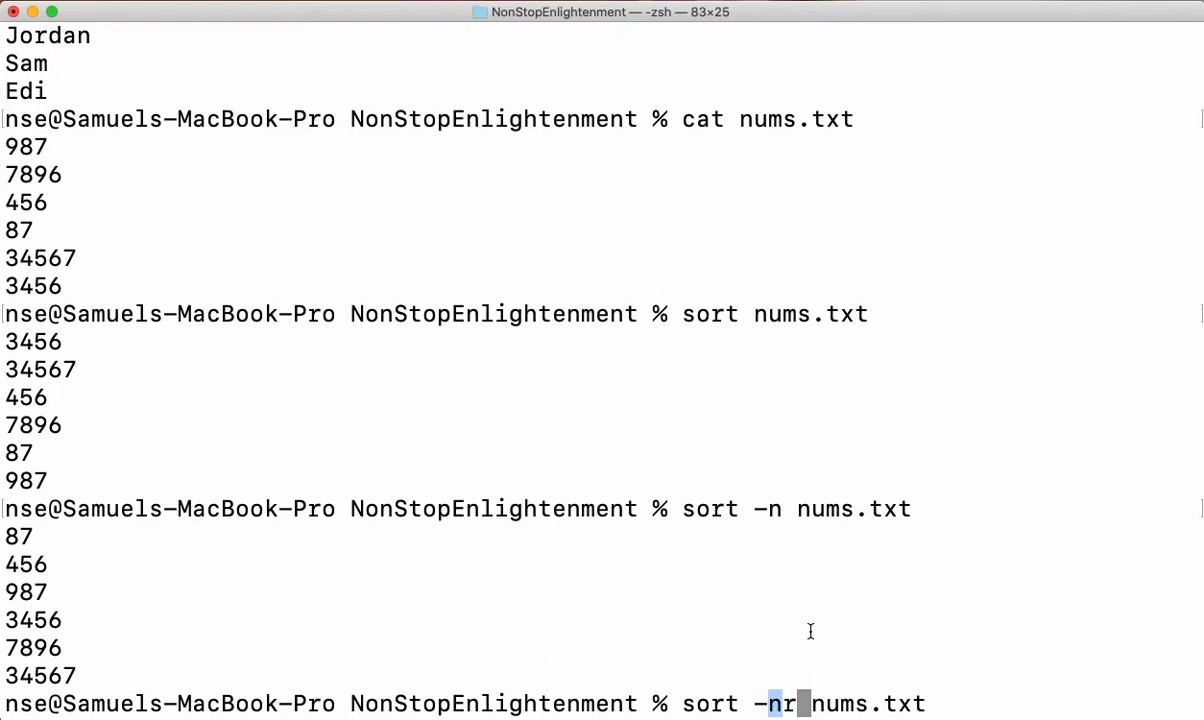 NonStopEnlightenment — -zsh — 83×25
Jordan
Sam
Edi
nse@Samuels-MacBook-Pro NonStopEnlightenment % cat nums.txt
987
7896
456
87
34567
3456
nse@Samuels-MacBook-Pro NonStopEnlightenment % sort nums.txt
3456
34567
456
7896
87
987
nse@Samuels-MacBook-Pro NonStopEnlightenment % sort -n nums.txt
87
456
987
3456
7896
34567
nse@Samuels-MacBook-Pro NonStopEnlightenment % sort -nr nums.txt